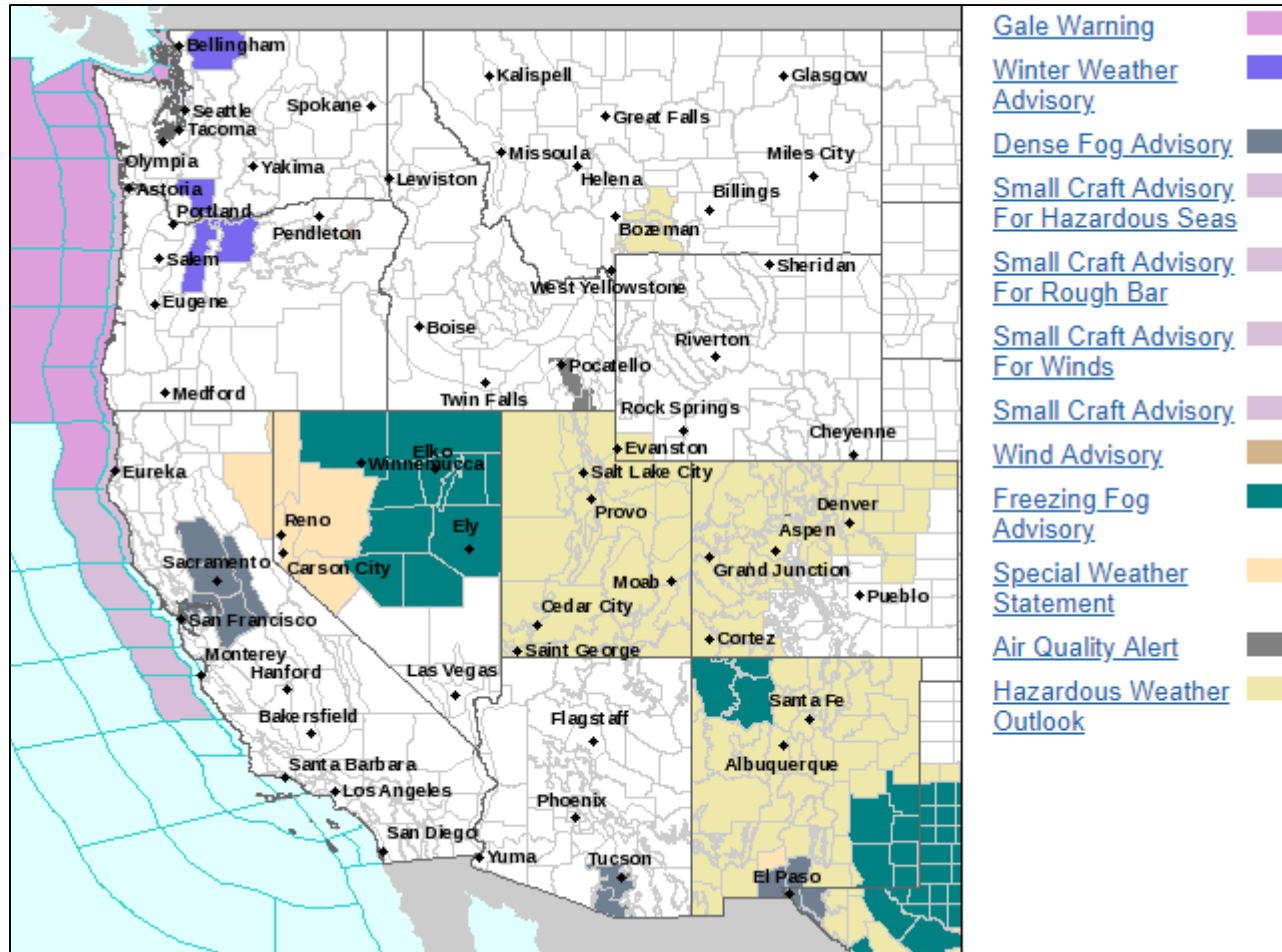 Bellingham
Kalispell
Glasgow
Seattle
Spokane
Great Falls
Tacoma
Olympia
Yakima
Missoula
Helena
Miles City
Astoria
Lewiston
Billings
Portland
Pendleton
Bozeman
Salem
Sheridan
West Yellowstone
Eugene
Boise
Riverton
Pocatello
Medford
Twin Falls
Rock Springs
Cheyenne
Eureka
Winnemucca
Elko
Evanston
Salt Lake City
Reno
Ely
Provo
Denver
Aspen
Sacramento
Carson City
Moab
Grand Junction
Pueblo
San Francisco
Cedar City
Cortez
Monterey
Hanford
Las Vegas
Saint George
Bakersfield
Flagstaff
Santa Fe
Santa Barbara
Albuquerque
Los Angeles
Phoenix
San Diego
Yuma
Tucson
El Paso
Gale Warning
Winter Weather
Advisory
Dense Fog Advisory
Small Craft Advisory
For Hazardous Seas
Small Craft Advisory
For Rough Bar
Small Craft Advisory
For Winds
Small Craft Advisory
Wind Advisory
Freezing Fog
Advisory
Special Weather
Statement
Air Quality Alert
Hazardous Weather
Outlook